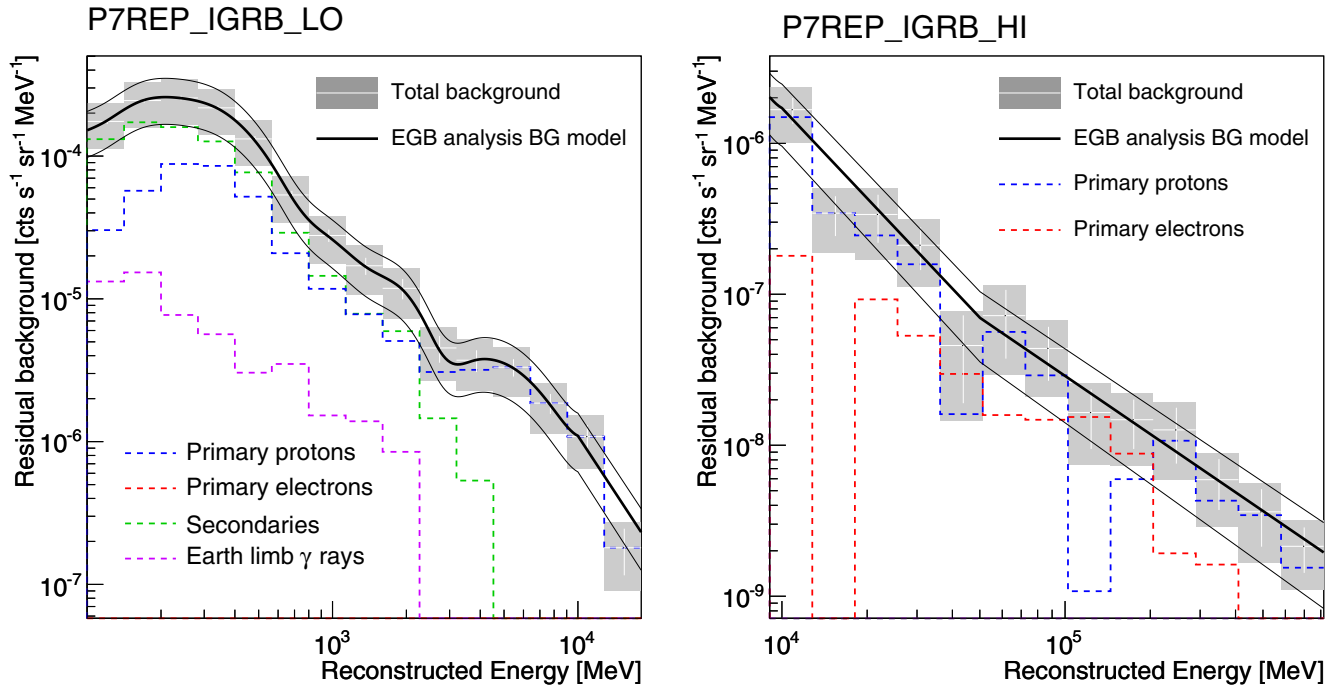 P7REP_IGRB_LO
Residual background [cts s⁻¹ sr⁻¹ MeV⁻¹]
10⁻⁴
10⁻⁵
10⁻⁶
10⁻⁷
Total background
EGB analysis BG model
Primary protons
Primary electrons
Secondaries
Earth limb γ rays
10³
10⁴
Reconstructed Energy [MeV]
P7REP_IGRB_HI
Residual background [cts s⁻¹ sr⁻¹ MeV⁻¹]
10⁻⁶
10⁻⁷
10⁻⁸
10⁻⁹
Total background
EGB analysis BG model
Primary protons
Primary electrons
10⁴
10⁵
Reconstructed Energy [MeV]